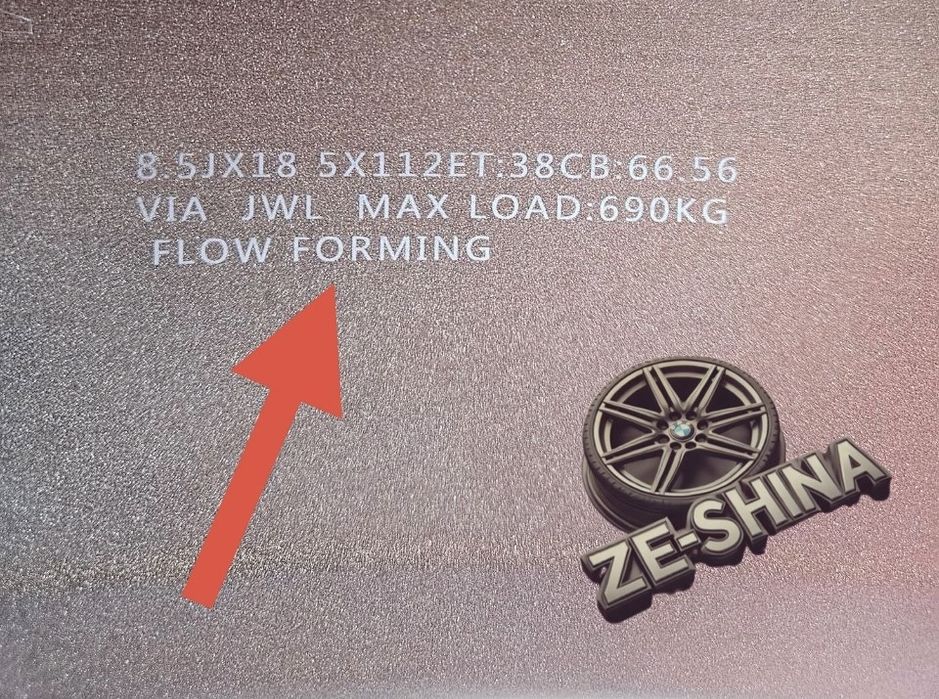 8.5JX18 5X112ET:38CB:66.56
VIA JWL MAX LOAD:690KG
FLOW FORMING
ZE-SHINA